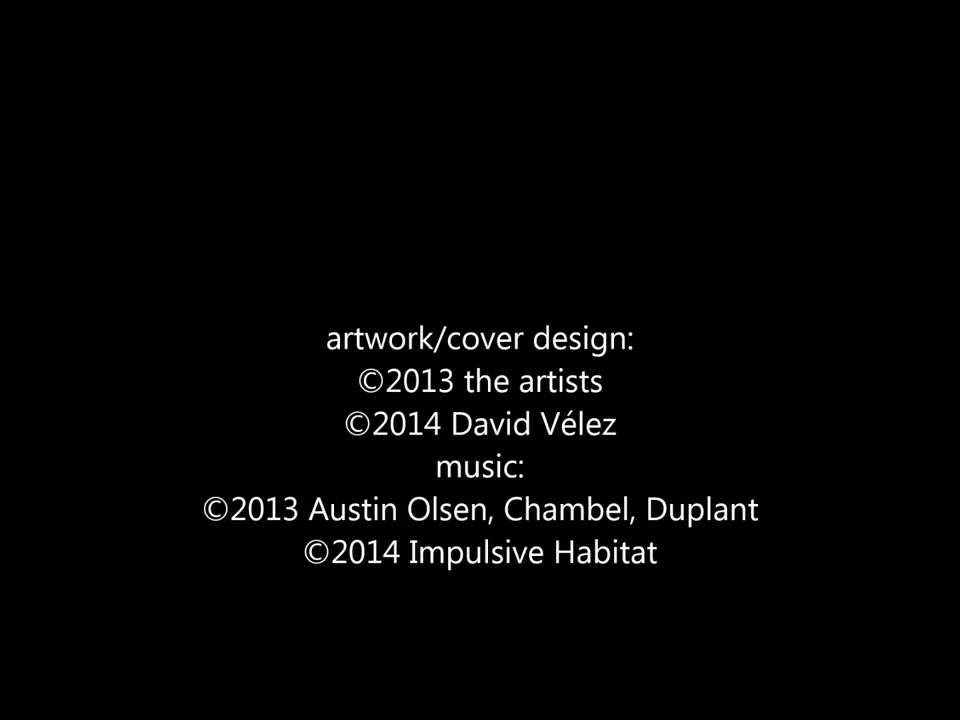 artwork/cover design:
©2013 the artists
©2014 David Vélez
music:
©2013 Austin Olsen, Chambel, Duplant
©2014 Impulsive Habitat